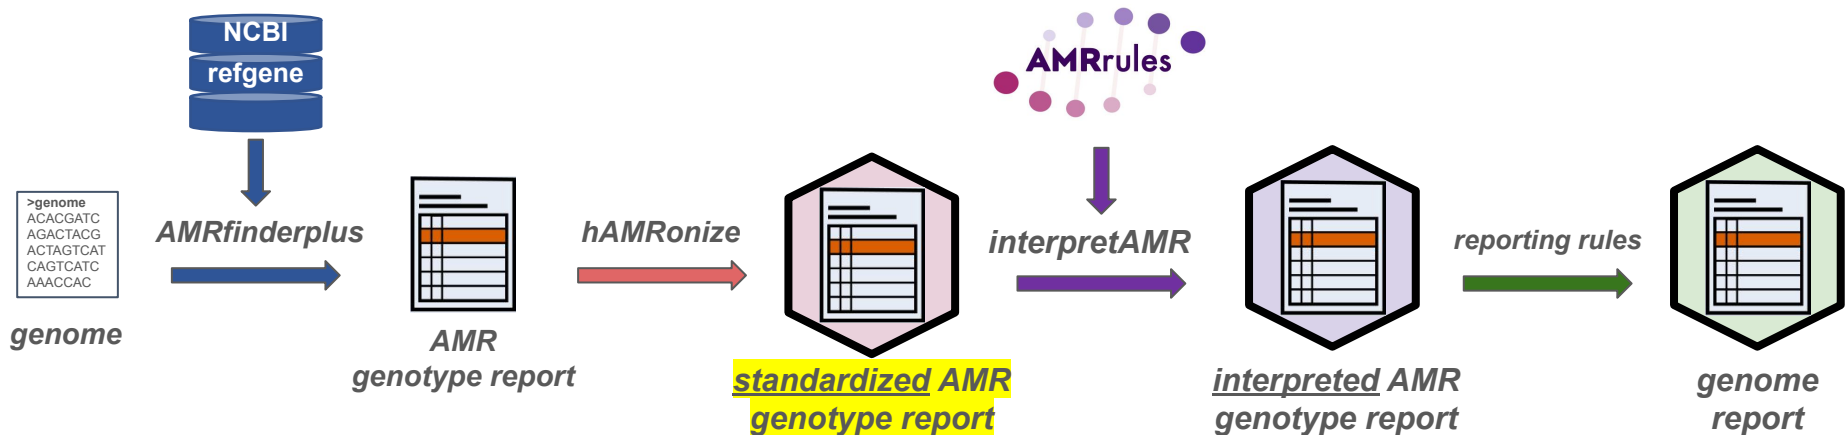 NCBI
refgene
AMRrules
>genome
ACACGATC
AGACTACG
ACTAGTCAT
CAGTCATC
AAACCAC
genome
AMRfinderplus
AMR
genotype report
hAMRonize
standardized AMR
genotype report
interpretAMR
interpreted AMR
genotype report
reporting rules
genome
report